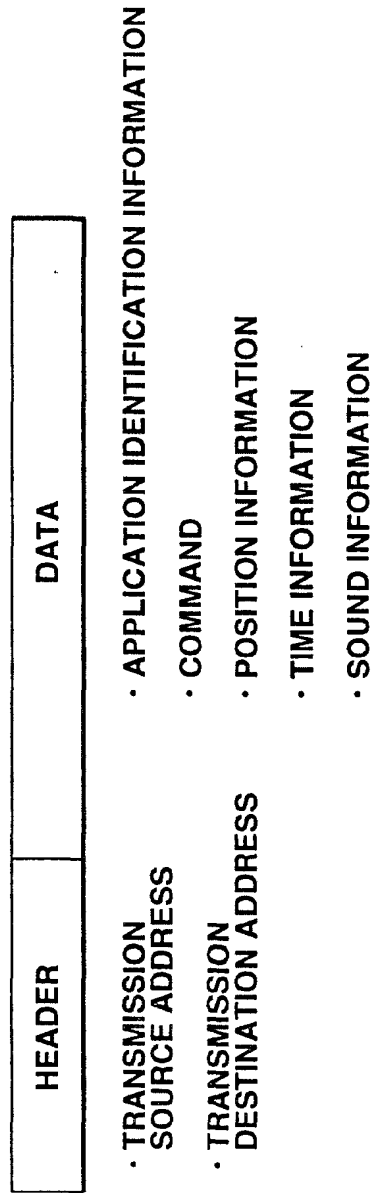 HEADER
DATA
· TRANSMISSION
SOURCE ADDRESS
· TRANSMISSION
DESTINATION ADDRESS
· APPLICATION IDENTIFICATION INFORMATION
· COMMAND
· POSITION INFORMATION
· TIME INFORMATION
· SOUND INFORMATION